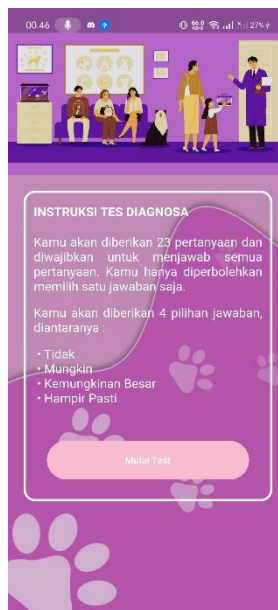 00.46
27%
INSTRUKSI TES DIAGNOSA
Kamu akan diberikan 23 pertanyaan dan
diwajibkan untuk menjawab semua
pertanyaan. Kamu hanya diperbolehkan
memilih satu jawaban saja.
Kamu akan diberikan 4 pilihan jawaban,
diantaranya :
• Tidak
• Mungkin
• Kemungkinan Besar
• Hampir Pasti
Mulai Test